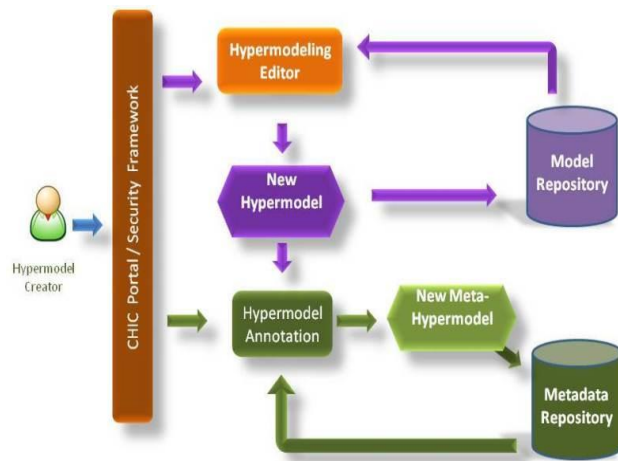 Hypermodeling
Editor
CHIC Portal / Security Framework
New
Hypermodel
Model
Repository
Hypermodel
Creator
Hypermodel
Annotation
New Meta-
Hypermodel
Metadata
Repository